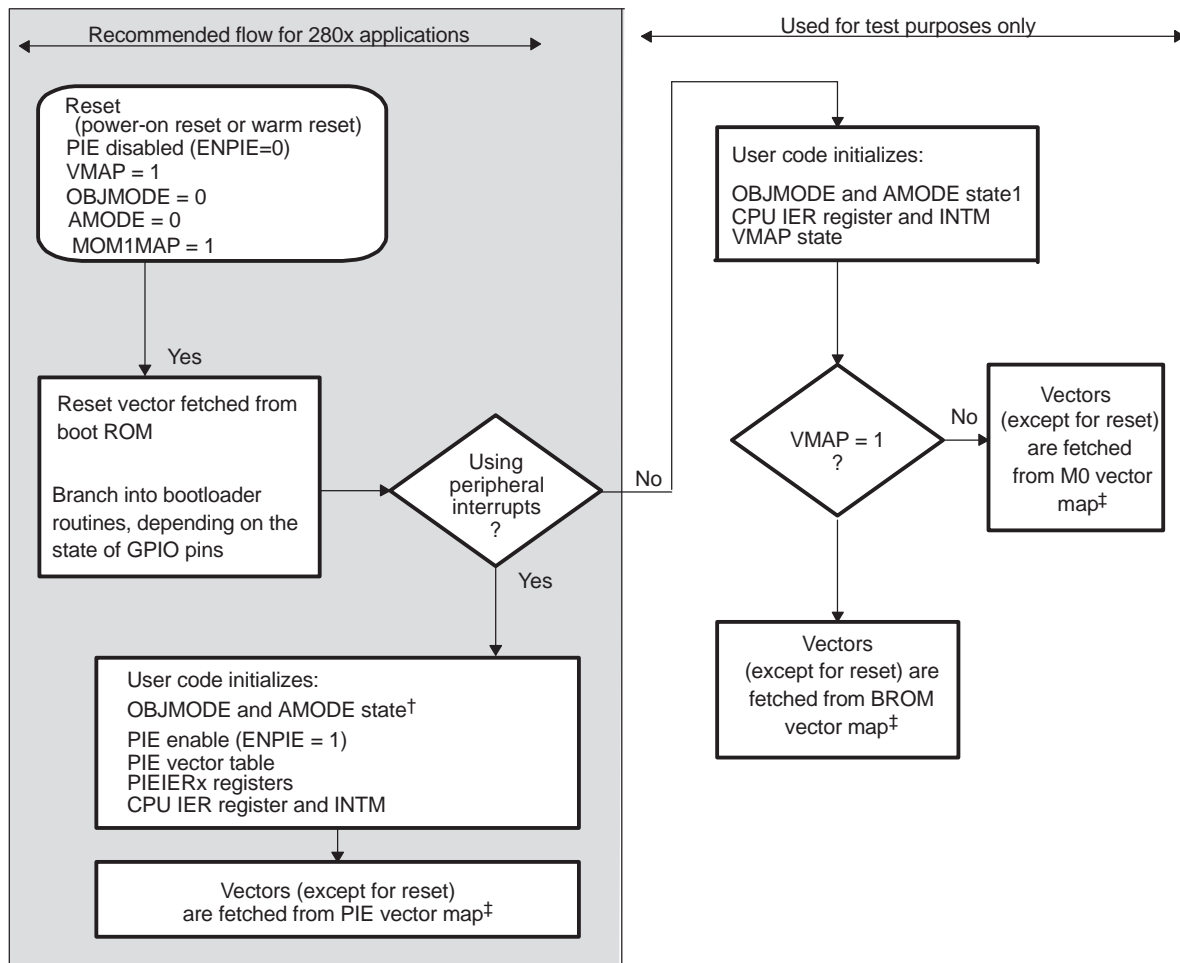 Recommended flow for 280x applications
Used for test purposes only
Reset
(power-on reset or warm reset)
PIE disabled (ENPIE=0)
VMAP = 1
OBJMODE = 0
AMODE = 0
MOM1MAP = 1
Yes
Reset vector fetched from
boot ROM
Branch into bootloader
routines, depending on the
state of GPIO pins
Using
peripheral
interrupts
?
No
Yes
User code initializes:
OBJMODE and AMODE state†
PIE enable (ENPIE = 1)
PIE vector table
PIEIERx registers
CPU IER register and INTM
Vectors (except for reset)
are fetched from PIE vector map‡
User code initializes:
OBJMODE and AMODE state1
CPU IER register and INTM
VMAP state
VMAP = 1
?
No
Vectors
(except for reset)
are fetched
from M0 vector
map‡
Vectors
(except for reset) are
fetched from BROM
vector map‡